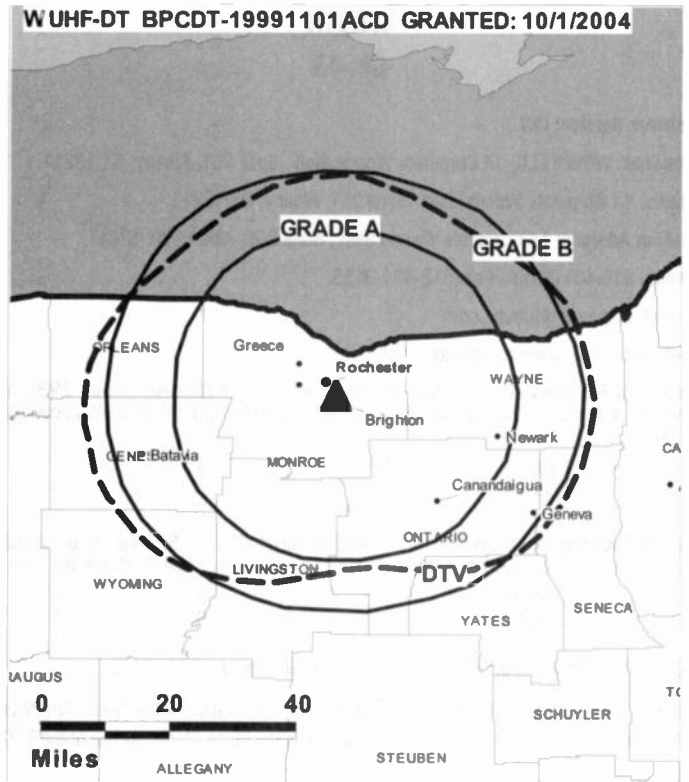 WUHF-DT BPCDT-19991101ACD GRANTED: 10/1/2004
GRADE A
GRADE B
ORLEANS
Greece
Rochester
WAYNE
Brighton
Newark
Batavia
MONROE
CA
Canandaigua
Geneva
ONTARIO
LIVINGSTON
DTV
WYOMING
SENECA
YATES
RAUGUS
0 20 40
Miles
SCHUYLER
ALLEGANY
STEUBEN